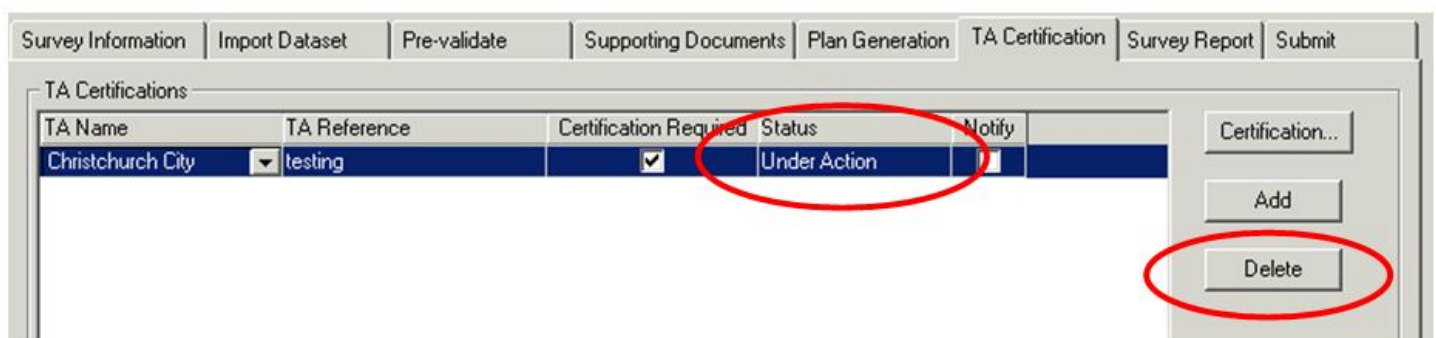 Survey Information Import Dataset Pre-validate Supporting Documents Plan Generation TA Certification Survey Report Submit
TA Certifications
TA Name TA Reference Certification Required Status Notify
Christchurch City testing Under Action
Certification...
Add
Delete